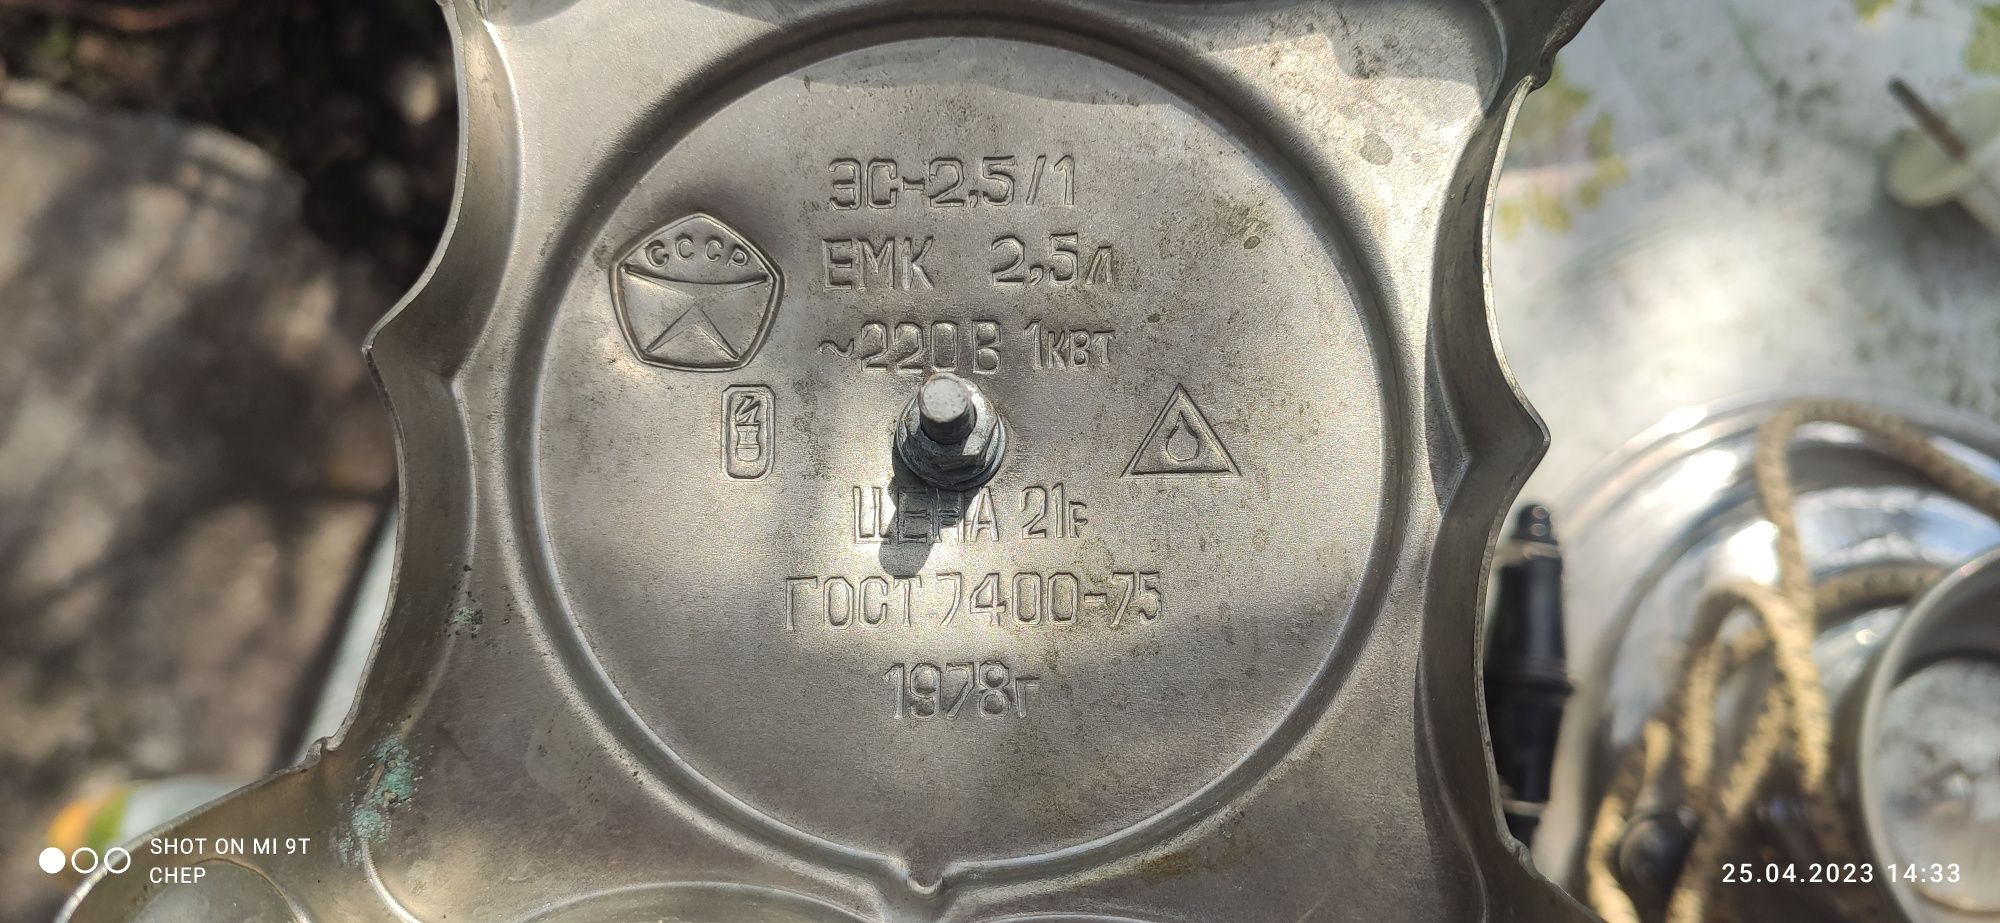 ЭС-2,5/1
СССР
ЕМК 2,5л
~220В 1кВт
ЦЕНА 21р
ГОСТ 7400-75
1978г
SHOT ON MI 9T
CHEP
25.04.2023 14:33